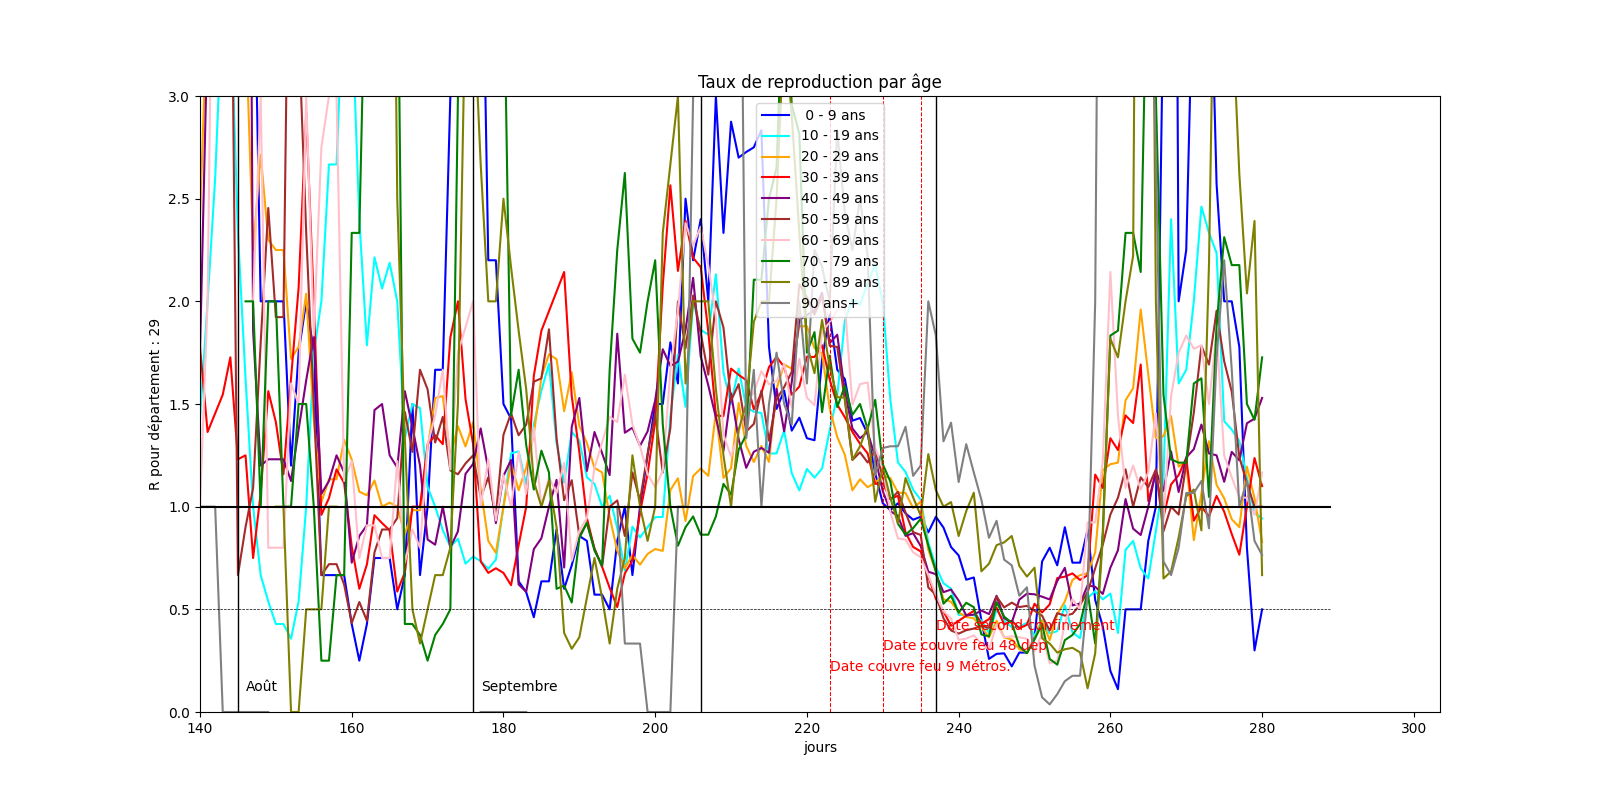 Taux de reproduction par âge
3.0
2.5
2.0
1.5
1.0
0.5
0.0
R pour département : 29
0 - 9 ans
10 - 19 ans
20 - 29 ans
30 - 39 ans
40 - 49 ans
50 - 59 ans
60 - 69 ans
70 - 79 ans
80 - 89 ans
90 ans+
Date second confinement
Date couvre feu 48 dép
Date couvre feu 9 Métros.
Août
Septembre
140
160
180
200
220
240
260
280
300
jours